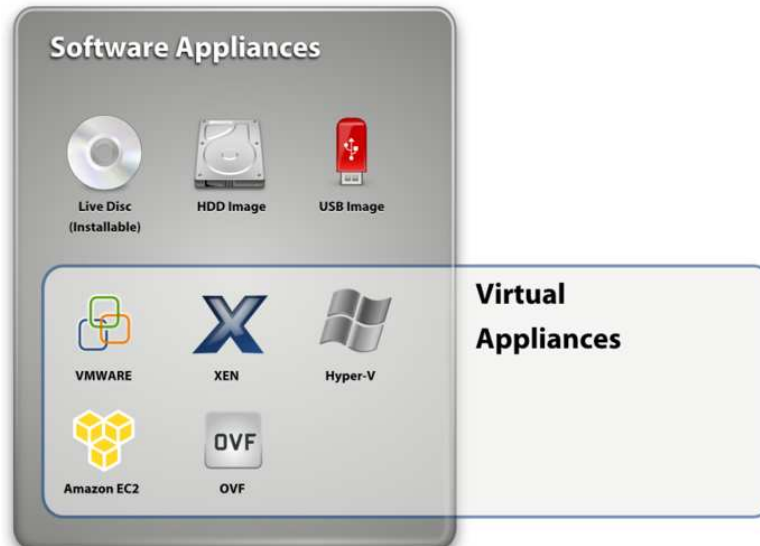 Software Appliances
Live Disc
(Installable)
HDD Image
USB Image
Virtual
Appliances
VMWARE
XEN
Hyper-V
Amazon EC2
OVF
OVF